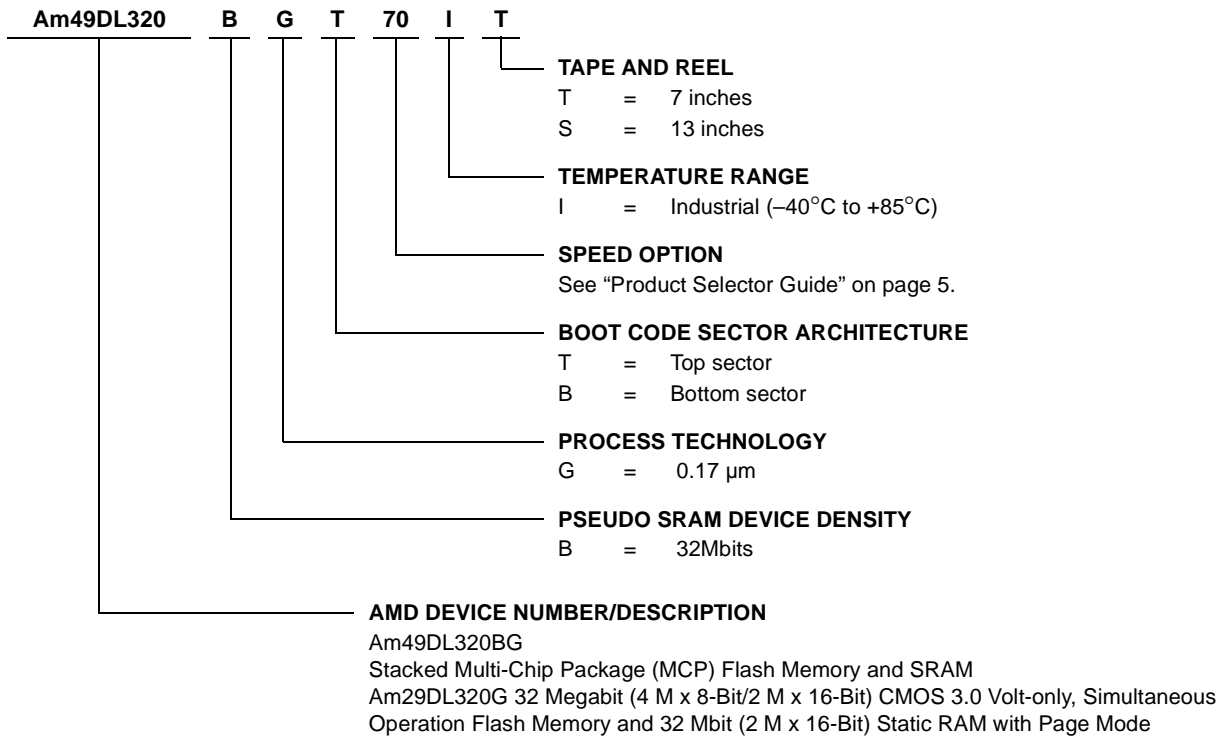 Am49DL320 B G T 70 I T
TAPE AND REEL
T = 7 inches
S = 13 inches
TEMPERATURE RANGE
I = Industrial (–40°C to +85°C)
SPEED OPTION
See “Product Selector Guide” on page 5.
BOOT CODE SECTOR ARCHITECTURE
T = Top sector
B = Bottom sector
PROCESS TECHNOLOGY
G = 0.17 µm
PSEUDO SRAM DEVICE DENSITY
B = 32Mbits
AMD DEVICE NUMBER/DESCRIPTION
Am49DL320BG
Stacked Multi-Chip Package (MCP) Flash Memory and SRAM
Am29DL320G 32 Megabit (4 M x 8-Bit/2 M x 16-Bit) CMOS 3.0 Volt-only, Simultaneous
Operation Flash Memory and 32 Mbit (2 M x 16-Bit) Static RAM with Page Mode